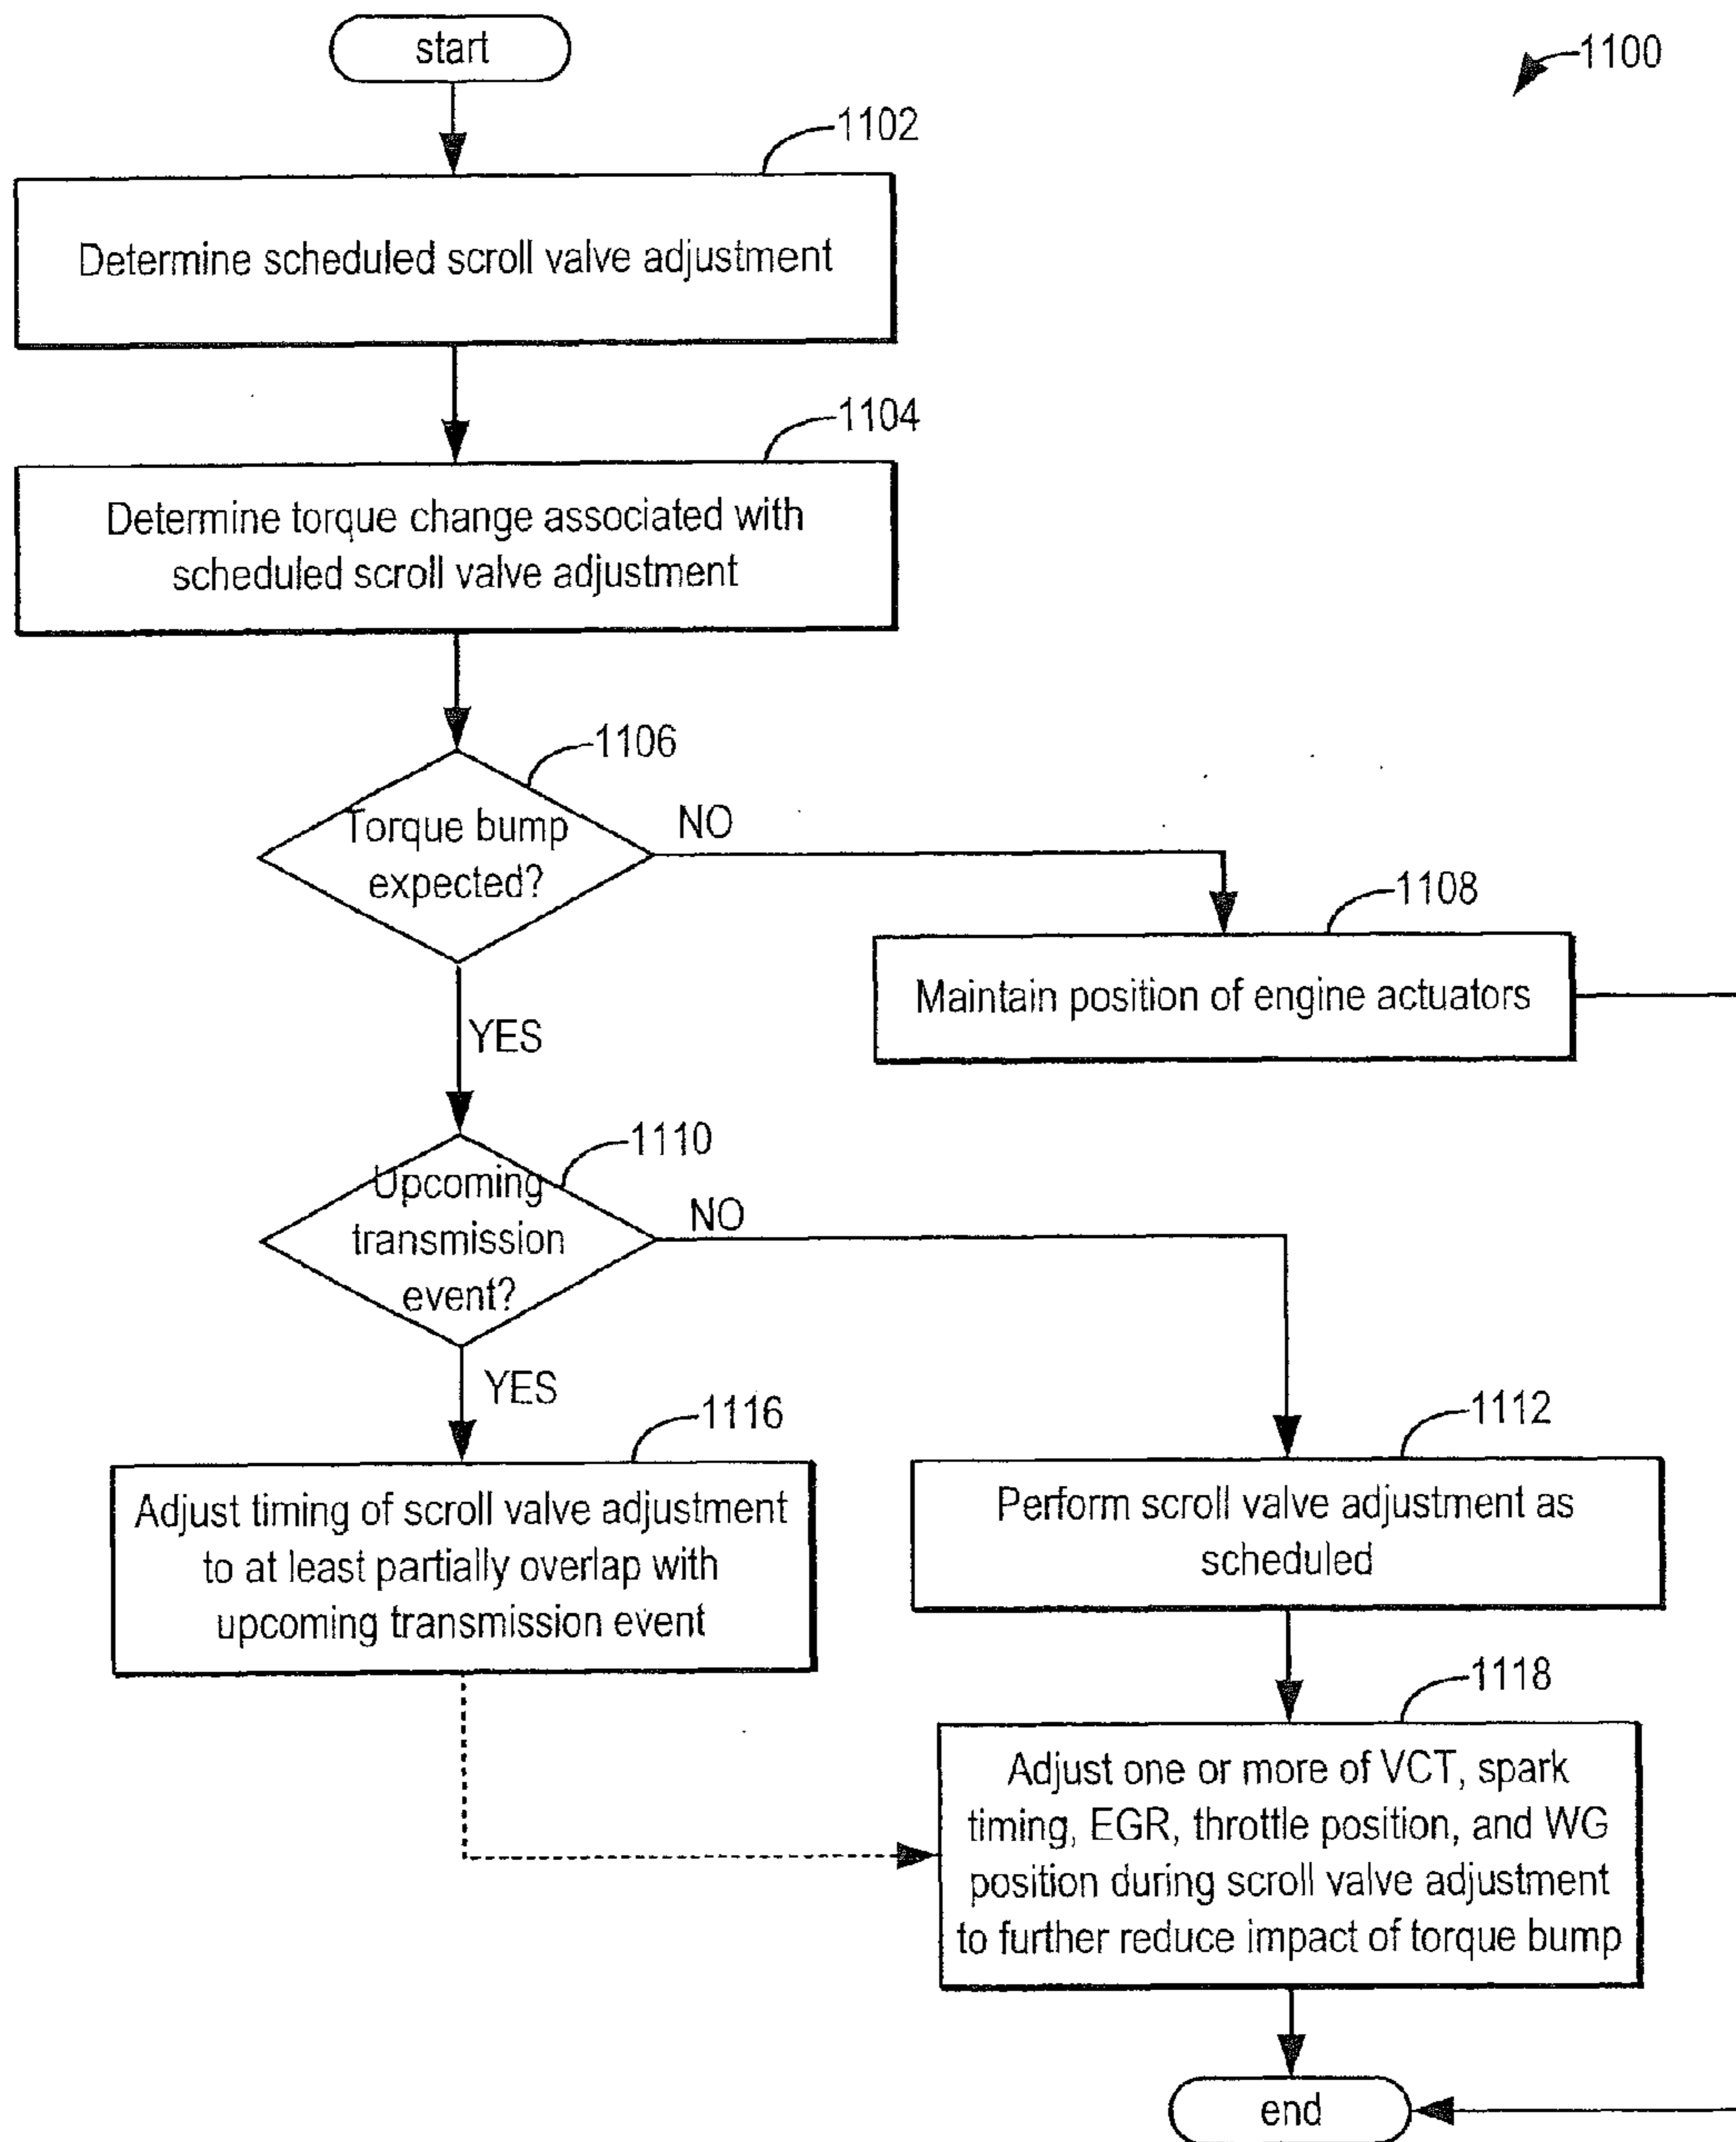 start
1100
1102
Determine scheduled scroll valve adjustment
1104
Determine torque change associated with
scheduled scroll valve adjustment
1106
Torque bump
expected?
NO
1108
Maintain position of engine actuators
YES
1110
Upcoming
transmission
event?
NO
YES
1116
Adjust timing of scroll valve adjustment
to at least partially overlap with
upcoming transmission event
1112
Perform scroll valve adjustment as
scheduled
1118
Adjust one or more of VCT, spark
timing, EGR, throttle position, and WG
position during scroll valve adjustment
to further reduce impact of torque bump
end